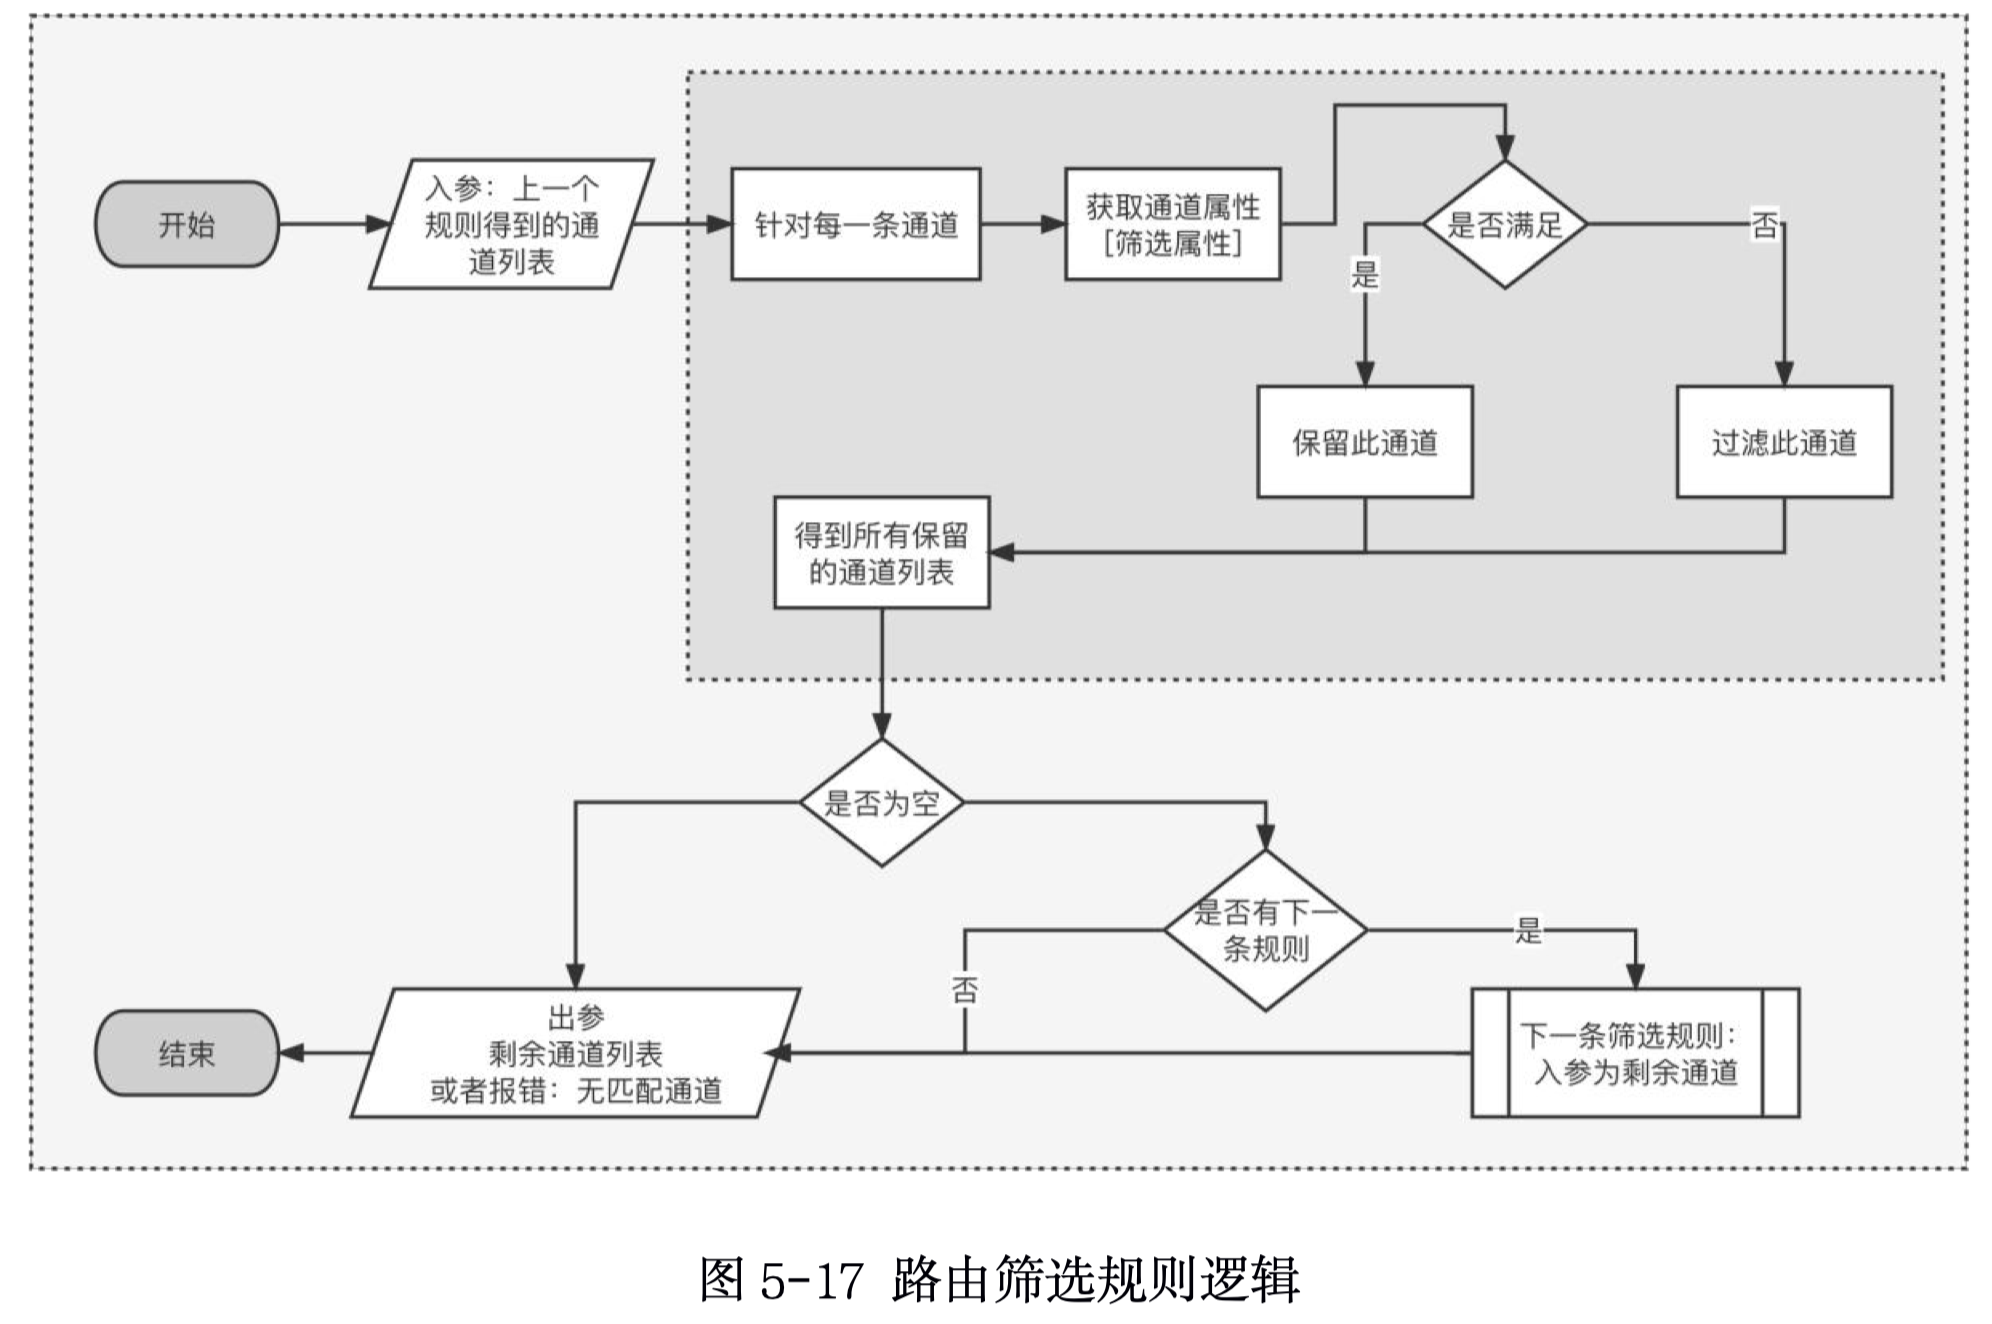 开始
入参：上一个
规则得到的通
道列表
针对每一条通道
获取通道属性
[筛选属性]
是否满足
是
否
保留此通道
过滤此通道
得到所有保留
的通道列表
是否为空
是否有下一
条规则
否
是
下一条筛选规则：
入参为剩余通道
出参
剩余通道列表
或者报错：无匹配通道
结束
图 5-17 路由筛选规则逻辑